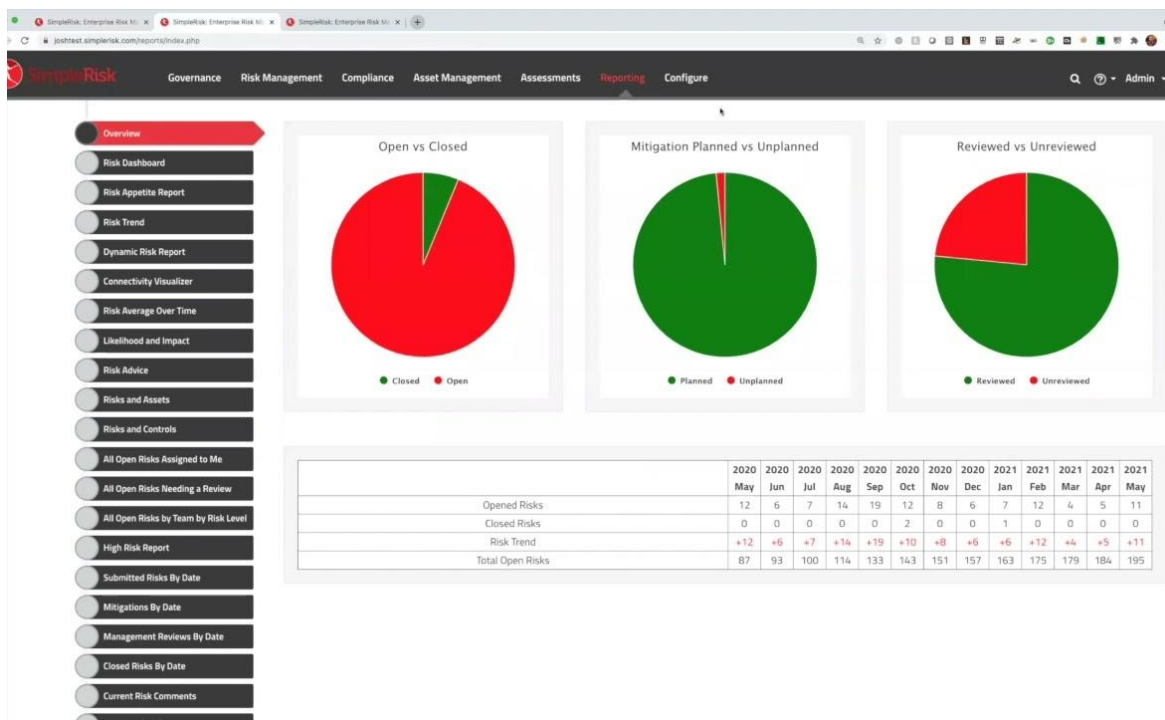 SimpleRisk: Enterprise Risk M
SimpleRisk: Enterprise Risk M
SimpleRisk: Enterprise Risk M
joshtest.simplerisk.com/reports/index.php
SimpleRisk
Governance Risk Management Compliance Asset Management Assessments Reporting Configure Admin
Overview
Risk Dashboard
Risk Appetite Report
Risk Trend
Dynamic Risk Report
Connectivity Visualizer
Risk Average Over Time
Likelihood and Impact
Risk Advice
Risks and Assets
Risks and Controls
All Open Risks Assigned to Me
All Open Risks Needing a Review
All Open Risks by Team by Risk Level
High Risk Report
Submitted Risks By Date
Mitigations By Date
Management Reviews By Date
Closed Risks By Date
Current Risk Comments
Open vs Closed
Closed Open
Mitigation Planned vs Unplanned
Planned Unplanned
Reviewed vs Unreviewed
Reviewed Unreviewed
2020 2020 2020 2020 2020 2020 2020 2020 2021 2021 2021 2021 2021
May Jun Jul Aug Sep Oct Nov Dec Jan Feb Mar Apr May
Opened Risks 12 6 7 14 19 12 8 6 7 12 4 5 11
Closed Risks 0 0 0 0 0 2 0 0 1 0 0 0 0
Risk Trend +12 +6 +7 +14 +19 +10 +8 +6 +6 +12 +4 +5 +11
Total Open Risks 87 93 100 114 133 143 151 157 163 175 179 184 195